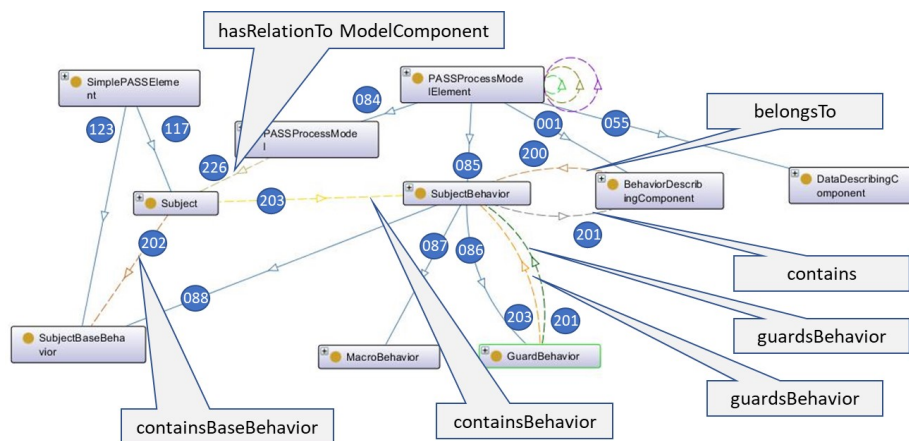 hasRelationTo ModelComponent
SimplePASSEleme
nt
PASSProcessMode
lElement
084
001
055
belongsTo
123
117
PASSProcessMode
l
200
226
085
Subject
203
SubjectBehavior
BehaviorDescrib
ingComponent
DataDescribingC
omponent
202
087
086
201
contains
088
203
201
guardsBehavior
SubjectBaseBeha
vior
MacroBehavior
GuardBehavior
guardsBehavior
containsBaseBehavior
containsBehavior